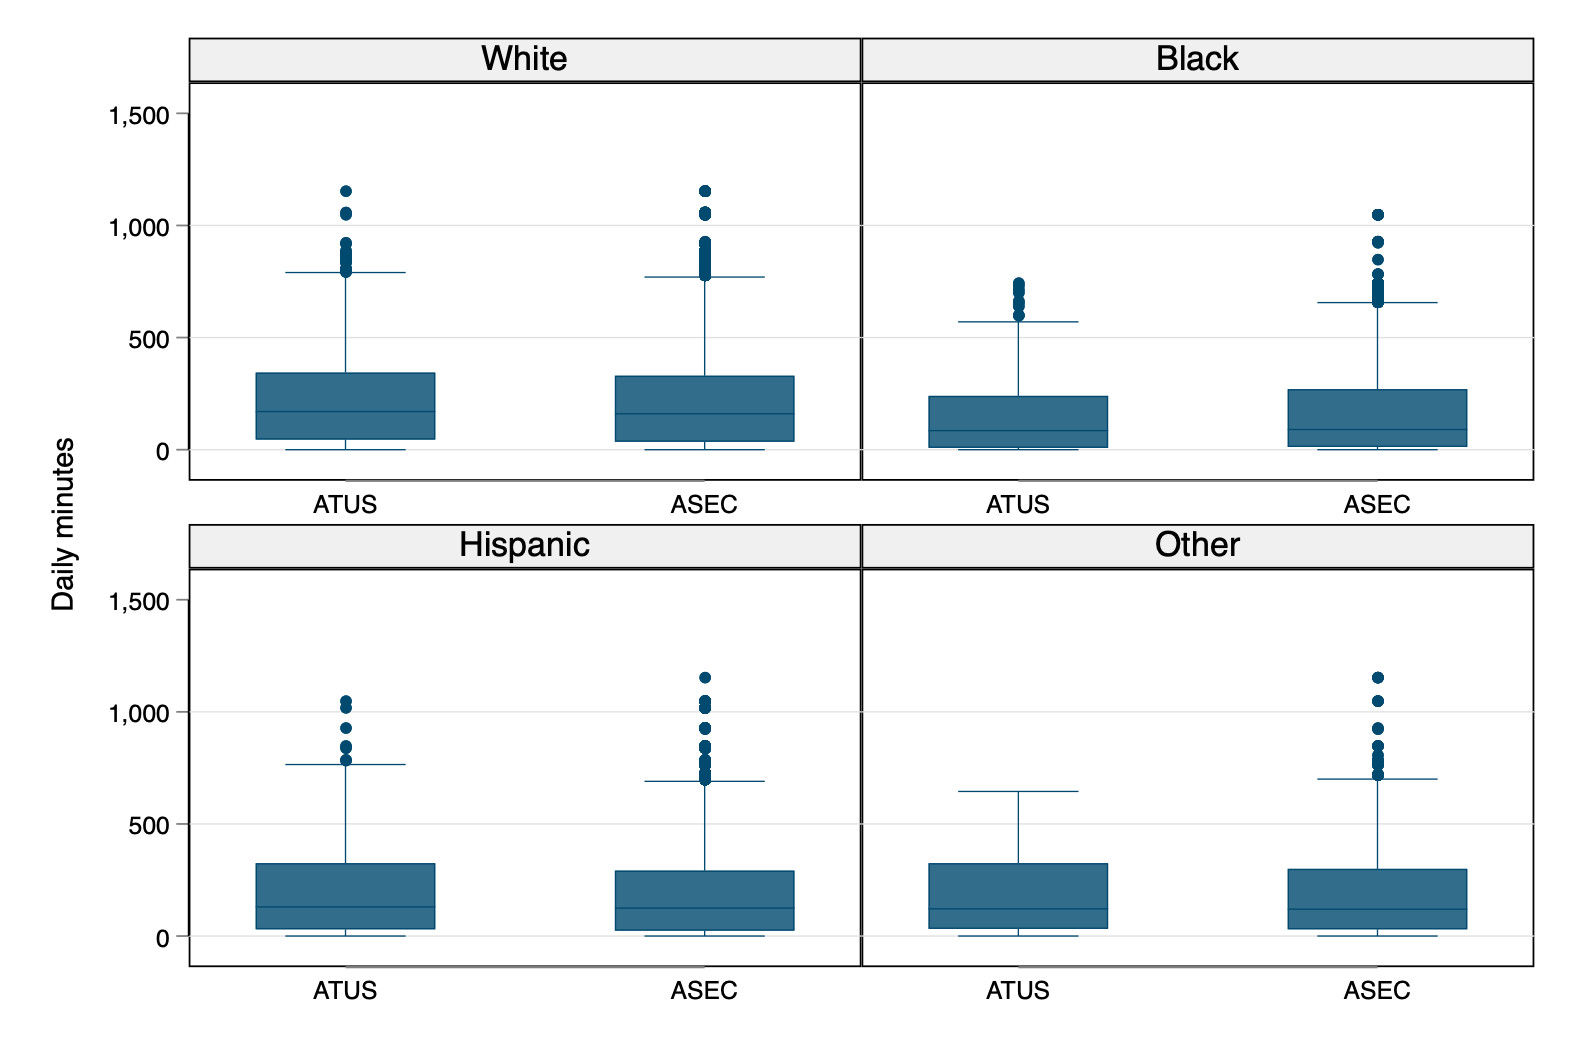 White
Black
1,500
1,000
500
0
ATUS
ASEC
ATUS
ASEC
Daily minutes
Hispanic
Other
1,500
1,000
500
0
ATUS
ASEC
ATUS
ASEC